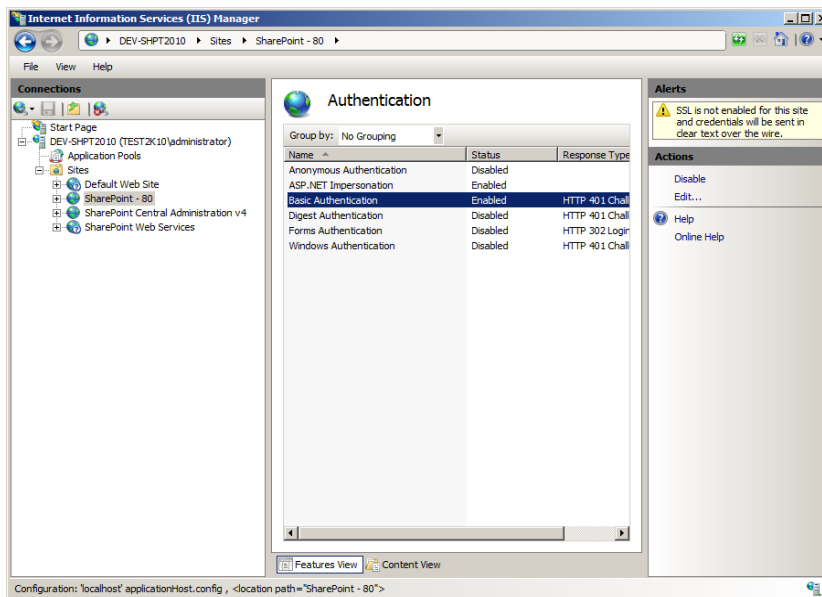 Internet Information Services (IIS) Manager
DEV-SHPT2010 Sites SharePoint - 80
File View Help
Connections
Start Page
DEV-SHPT2010 (TEST2K10\administrator)
Application Pools
Sites
Default Web Site
SharePoint - 80
SharePoint Central Administration v4
SharePoint Web Services
Authentication
Group by: No Grouping
Name Status Response Type
Anonymous Authentication Disabled
ASP.NET Impersonation Enabled
Basic Authentication Enabled HTTP 401 Chall
Digest Authentication Disabled HTTP 401 Chall
Forms Authentication Disabled HTTP 302 Login
Windows Authentication Disabled HTTP 401 Chall
Features View Content View
Alerts
SSL is not enabled for this site
and credentials will be sent in
clear text over the wire.
Actions
Disable
Edit...
Help
Online Help
Configuration: 'localhost' applicationHost.config , <location path="SharePoint - 80">